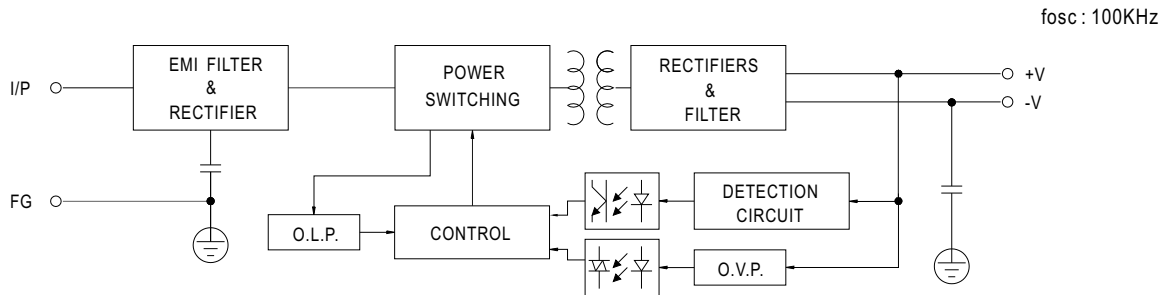 fosc : 100KHz
I/P
EMI FILTER
&
RECTIFIER
POWER
SWITCHING
RECTIFIERS
&
FILTER
+V
-V
FG
O.L.P.
CONTROL
DETECTION
CIRCUIT
O.V.P.